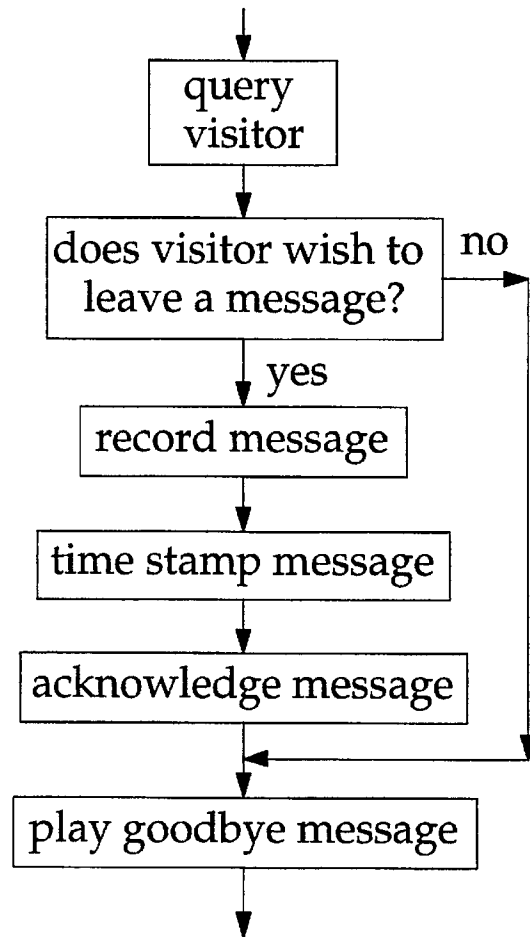 query
visitor
does visitor wish to
leave a message?
no
yes
record message
time stamp message
acknowledge message
play goodbye message